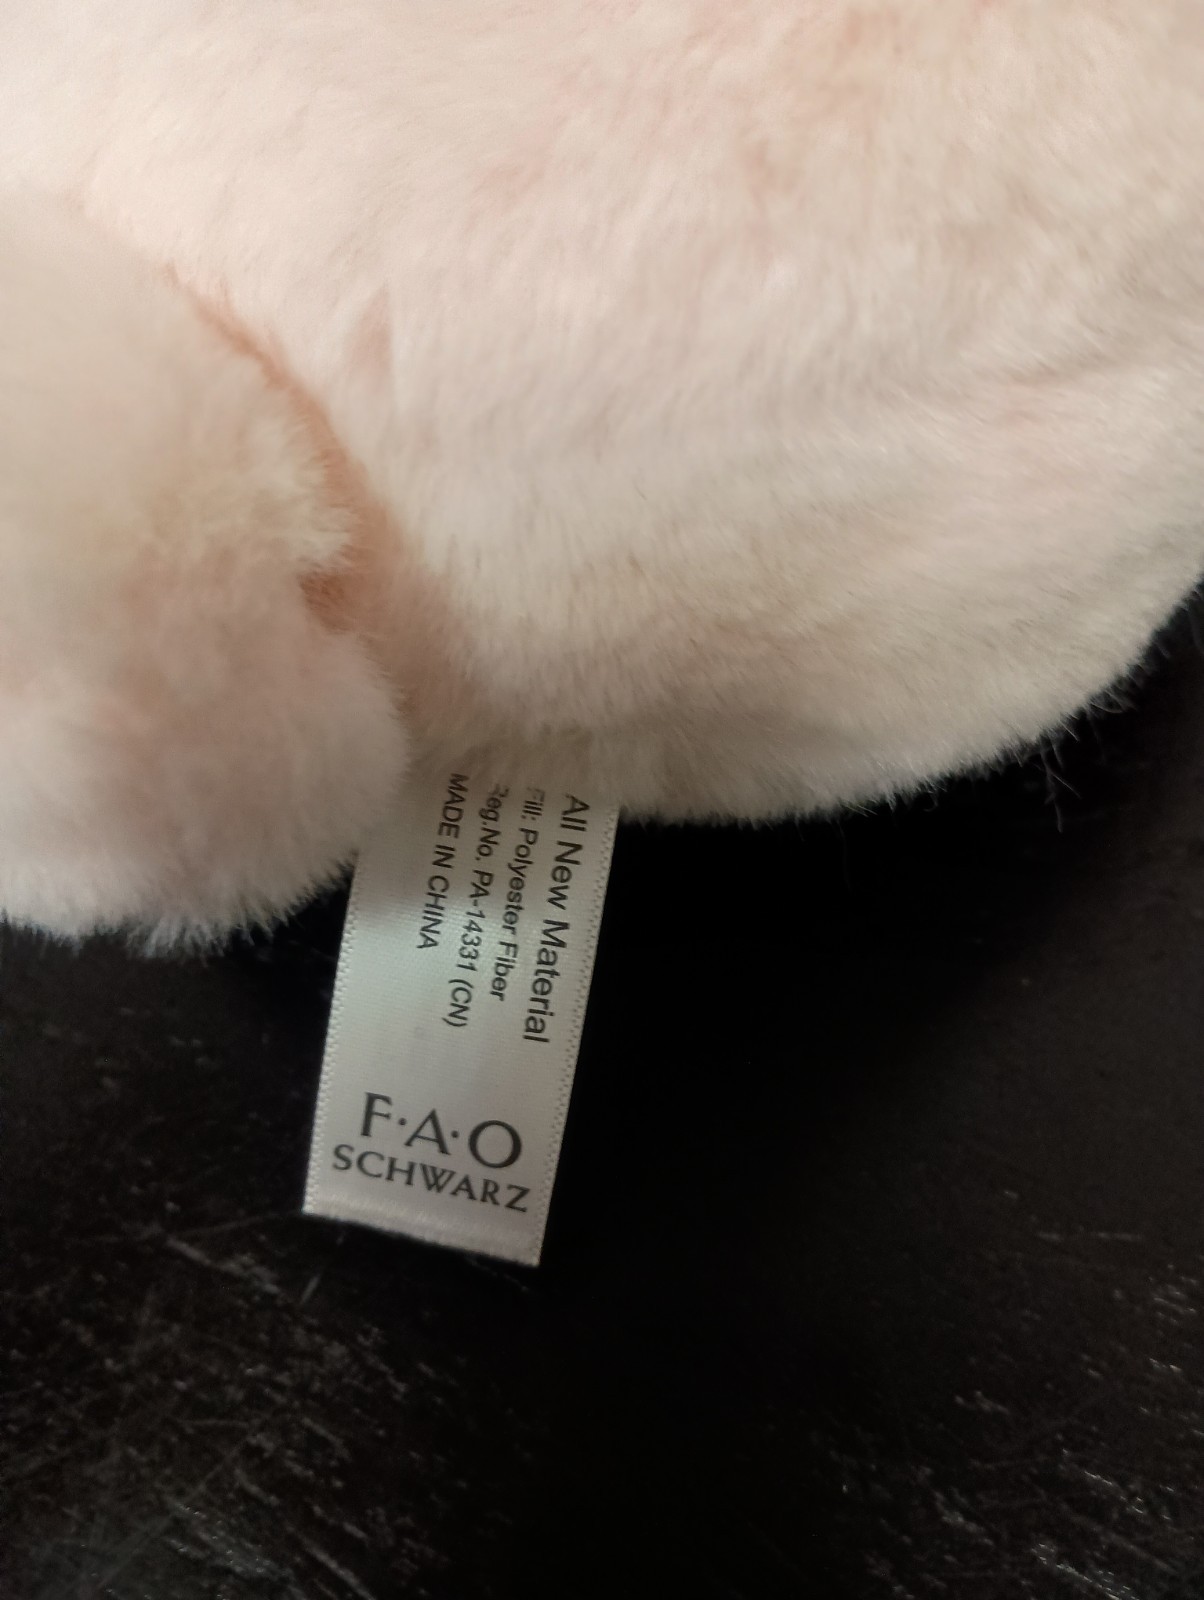 All New Material
Fill: Polyester Fiber
Reg.No. PA-14331 (CN)
MADE IN CHINA
F·A·O
SCHWARZ